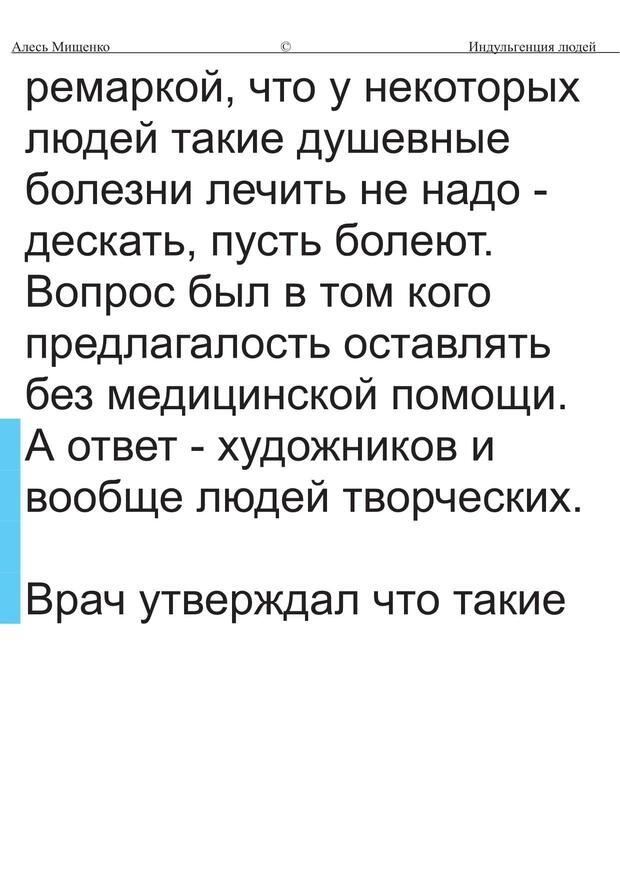 Алесь Мищенко © Индульгенция людей
ремаркой, что у некоторых
людей такие душевные
болезни лечить не надо -
дескать, пусть болеют.
Вопрос был в том кого
предлагалость оставлять
без медицинской помощи.
А ответ - художников и
вообще людей творческих.
Врач утверждал что такие